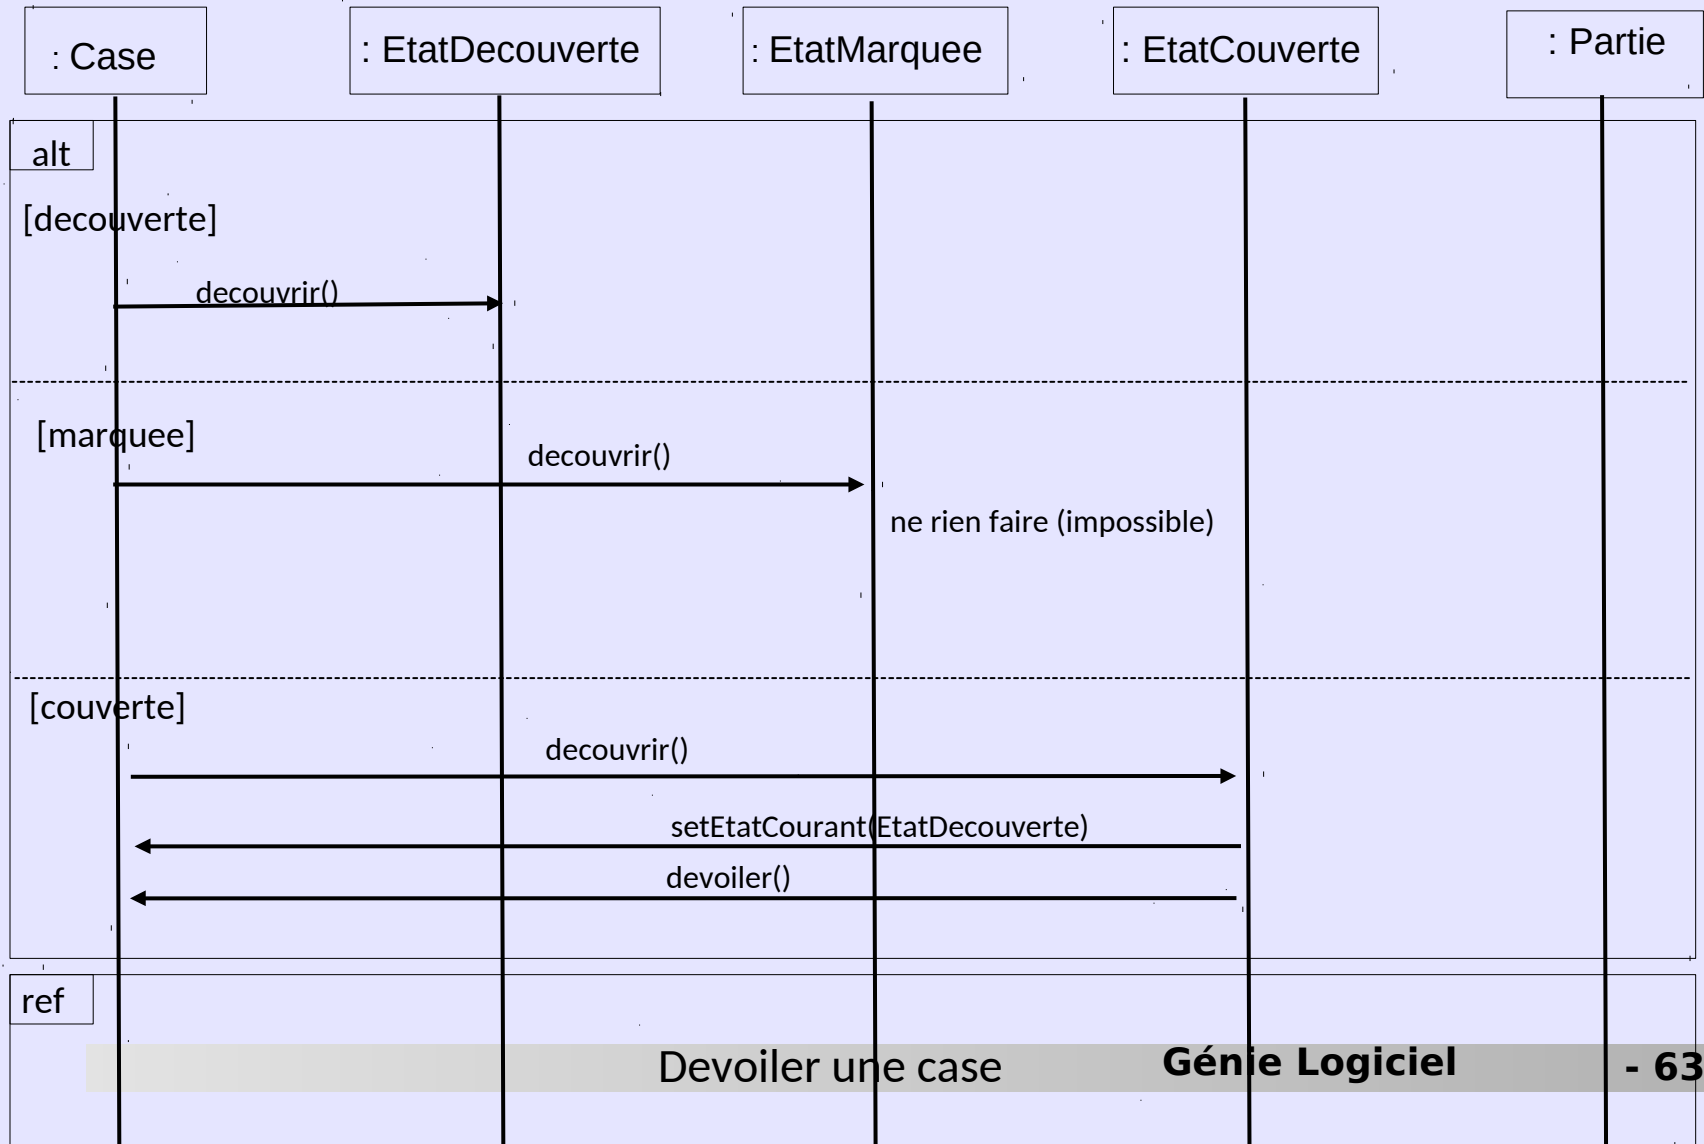 : Case
: EtatDecouverte
: EtatMarquee
: EtatCouverte
: Partie
alt
[decouverte]
decouvrir()
[marquee]
decouvrir()
ne rien faire (impossible)
[couverte]
decouvrir()
setEtatCourant(EtatDecouverte)
devoiler()
ref
Devoiler une case
Génie Logiciel
- 63